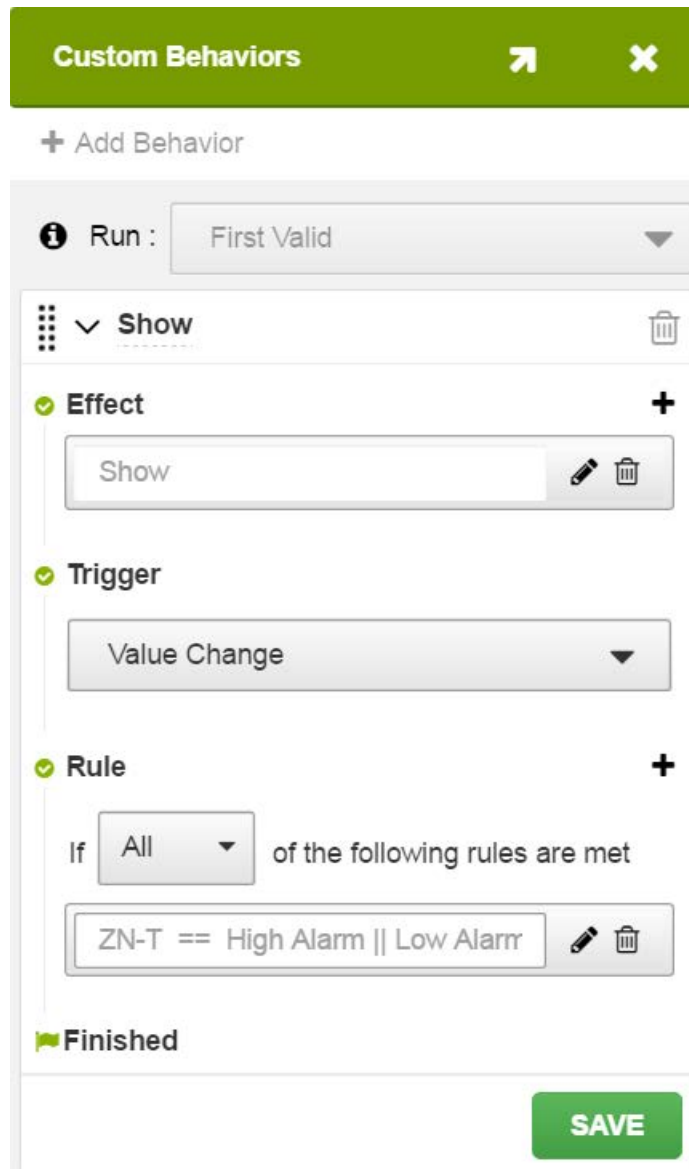 Custom Behaviors
Add Behavior
Run : First Valid
Show
Effect
Show
Trigger
Value Change
Rule
If All of the following rules are met
ZN-T == High Alarm || Low Alarm
Finished
SAVE